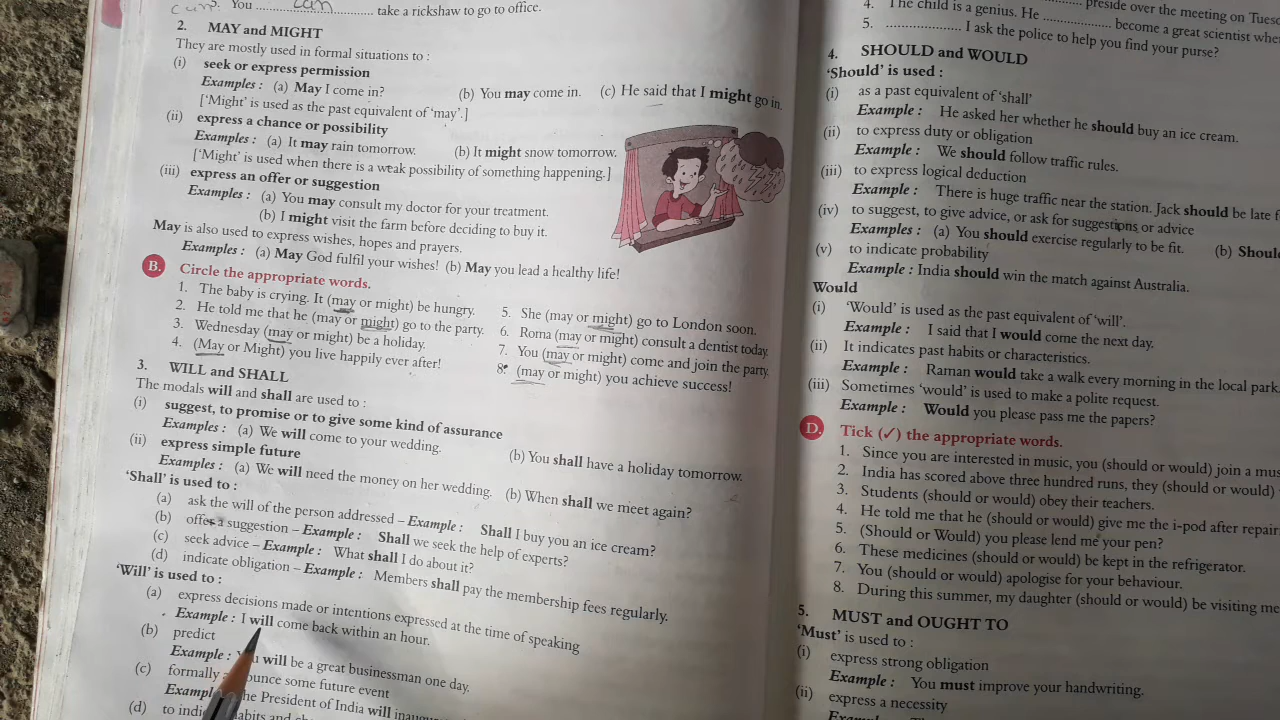 You ............ can ............ take a rickshaw to go to office.
2. MAY and MIGHT
They are mostly used in formal situations to :
(i) seek or express permission
Examples : (a) May I come in? (b) You may come in. (c) He said that I might go in.
['Might' is used as the past equivalent of 'may'.]
(ii) express a chance or possibility
Examples : (a) It may rain tomorrow. (b) It might snow tomorrow.
['Might' is used when there is a weak possibility of something happening.]
(iii) express an offer or suggestion
Examples : (a) You may consult my doctor for your treatment.
(b) I might visit the farm before deciding to buy it.
May is also used to express wishes, hopes and prayers.
Examples : (a) May God fulfil your wishes! (b) May you lead a healthy life!
B. Circle the appropriate words.
1. The baby is crying. It (may or might) be hungry.
2. He told me that he (may or might) go to the party.
3. Wednesday (may or might) be a holiday.
4. (May or Might) you live happily ever after!
5. She (may or might) go to London soon.
6. Roma (may or might) consult a dentist today.
7. You (may or might) come and join the party.
8. (may or might) you achieve success!
3. WILL and SHALL
The modals will and shall are used to :
(i) suggest, to promise or to give some kind of assurance
Examples : (a) We will come to your wedding. (b) You shall have a holiday tomorrow.
(ii) express simple future
Examples : (a) We will need the money on her wedding. (b) When shall we meet again?
'Shall' is used to :
(a) ask the will of the person addressed – Example : Shall I buy you an ice cream?
(b) offer a suggestion – Example : Shall we seek the help of experts?
(c) seek advice – Example : What shall I do about it?
(d) indicate obligation – Example : Members shall pay the membership fees regularly.
'Will' is used to :
(a) express decisions made or intentions expressed at the time of speaking
Example : I will come back within an hour.
(b) predict
Example : will be a great businessman one day.
(c) formally some future event
President of India will
(d) to
preside over the meeting on
4. The child is a genius. He ............ become a great scientist
5. ............ I ask the police to help you find your purse?
4. SHOULD and WOULD
'Should' is used :
(i) as a past equivalent of 'shall'
Example : He asked her whether he should buy an ice cream.
(ii) to express duty or obligation
Example : We should follow traffic rules.
(iii) to express logical deduction
Example : There is huge traffic near the station. Jack should be late
(iv) to suggest, to give advice, or ask for suggestions or advice
Examples : (a) You should exercise regularly to be fit. (b)
(v) to indicate probability
Example : India should win the match against Australia.
Would
(i) 'Would' is used as the past equivalent of 'will'.
Example : I said that I would come the next day.
(ii) It indicates past habits or characteristics.
Example : Raman would take a walk every morning in the local park.
(iii) Sometimes 'would' is used to make a polite request.
Example : Would you please pass me the papers?
D. Tick (✓) the appropriate words.
1. Since you are interested in music, you (should or would) join a
2. India has scored above three hundred runs, they (should or would)
3. Students (should or would) obey their teachers.
4. He told me that he (should or would) give me the i-pod after
5. (Should or Would) you please lend me your pen?
6. These medicines (should or would) be kept in the refrigerator.
7. You (should or would) apologise for your behaviour.
8. During this summer, my daughter (should or would) be visiting
5. MUST and OUGHT TO
'Must' is used to :
(i) express strong obligation
Example : You must improve your handwriting.
(ii) express a necessity